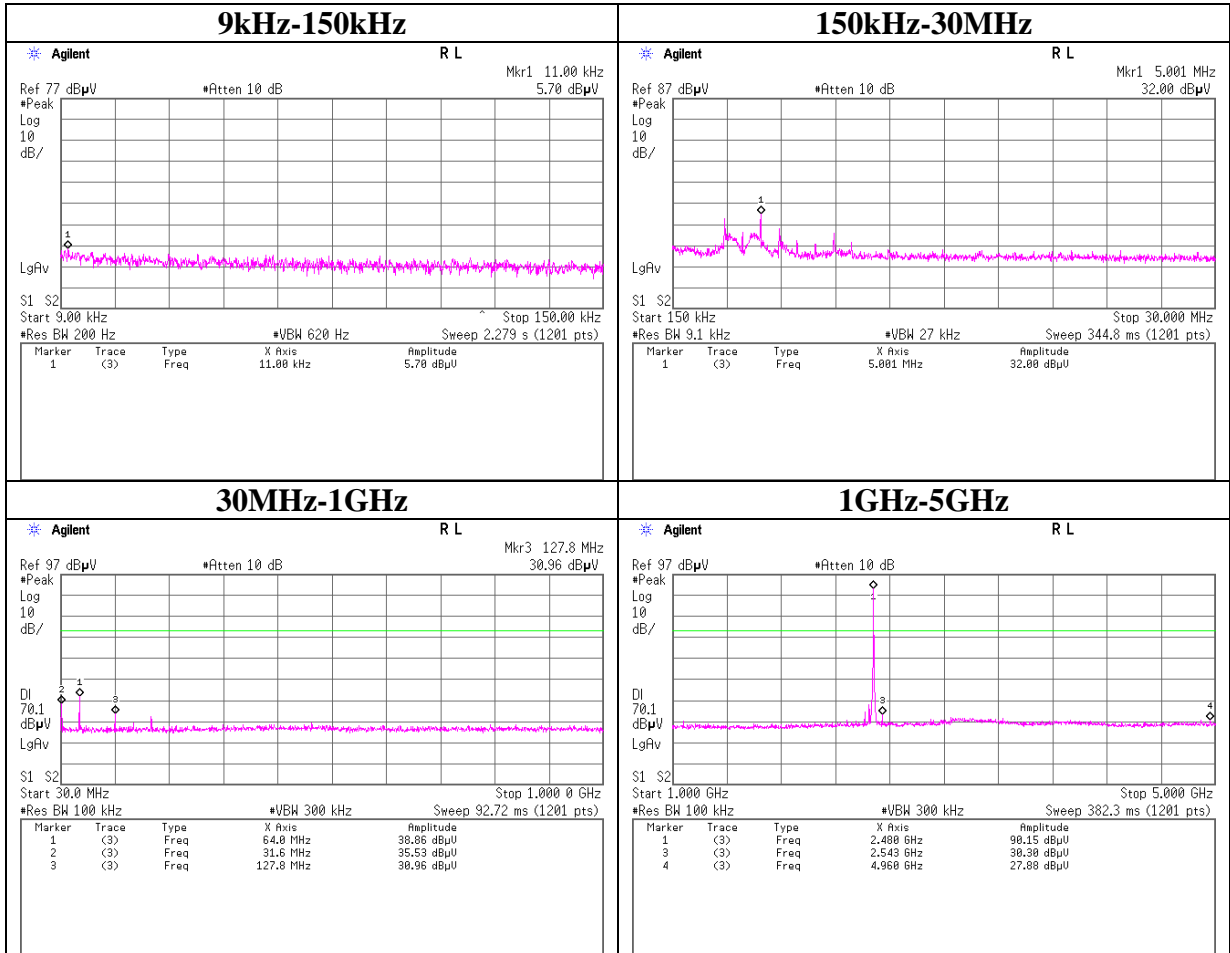 9kHz-150kHz
Agilent R L
Mkr1 11.00 kHz
Ref 77 dBµV #Atten 10 dB 5.70 dBµV
#Peak
Log
10
dB/
1
LgAv
S1 S2
Start 9.00 kHz ^ Stop 150.00 kHz
#Res BW 200 Hz #VBW 620 Hz Sweep 2.279 s (1201 pts)
Marker Trace Type X Axis Amplitude
1 (3) Freq 11.00 kHz 5.70 dBµV
150kHz-30MHz
Agilent R L
Mkr1 5.001 MHz
Ref 87 dBµV #Atten 10 dB 32.00 dBµV
#Peak
Log
10
dB/
1
LgAv
S1 S2
Start 150 kHz Stop 30.000 MHz
#Res BW 9.1 kHz #VBW 27 kHz Sweep 344.8 ms (1201 pts)
Marker Trace Type X Axis Amplitude
1 (3) Freq 5.001 MHz 32.00 dBµV
30MHz-1GHz
Agilent R L
Mkr3 127.8 MHz
Ref 97 dBµV #Atten 10 dB 30.96 dBµV
#Peak
Log
10
dB/
DI
70.1
dBµV
2 1 3
LgAv
S1 S2
Start 30.0 MHz Stop 1.000 0 GHz
#Res BW 100 kHz #VBW 300 kHz Sweep 92.72 ms (1201 pts)
Marker Trace Type X Axis Amplitude
1 (3) Freq 64.0 MHz 38.86 dBµV
2 (3) Freq 31.6 MHz 35.53 dBµV
3 (3) Freq 127.8 MHz 30.96 dBµV
1GHz-5GHz
Agilent R L
Ref 97 dBµV #Atten 10 dB
#Peak
Log
10
dB/
1
DI
70.1
dBµV
3 4
LgAv
S1 S2
Start 1.000 GHz Stop 5.000 GHz
#Res BW 100 kHz #VBW 300 kHz Sweep 382.3 ms (1201 pts)
Marker Trace Type X Axis Amplitude
1 (3) Freq 2.480 GHz 90.15 dBµV
3 (3) Freq 2.543 GHz 30.30 dBµV
4 (3) Freq 4.960 GHz 27.88 dBµV